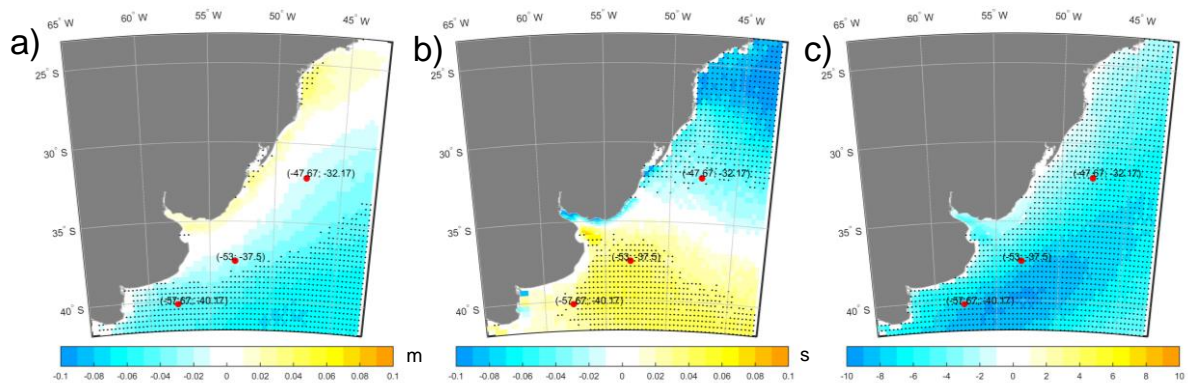 65° W 60° W 55° W 50° W 45° W 65° W 60° W 55° W 50° W 45° W 65° W 60° W 55° W 50° W 45° W
a) b) c)
25° S 25° S 25° S
30° S 30° S 30° S
(-47.67; -32.17) (-47.67; -32.17) (-47.67; -32.17)
35° S 35° S 35° S
(-53; -37.5) (-53; -37.5) (-53; -37.5)
(-57.67; -40.17) (-57.67; -40.17) (-57.67; -40.17)
40° S 40° S 40° S
m s
-0.1 -0.08 -0.06 -0.04 -0.02 0 0.02 0.04 0.06 0.08 0.1 -0.1 -0.08 -0.06 -0.04 -0.02 0 0.02 0.04 0.06 0.08 0.1 -10 -8 -6 -4 -2 0 2 4 6 8 10